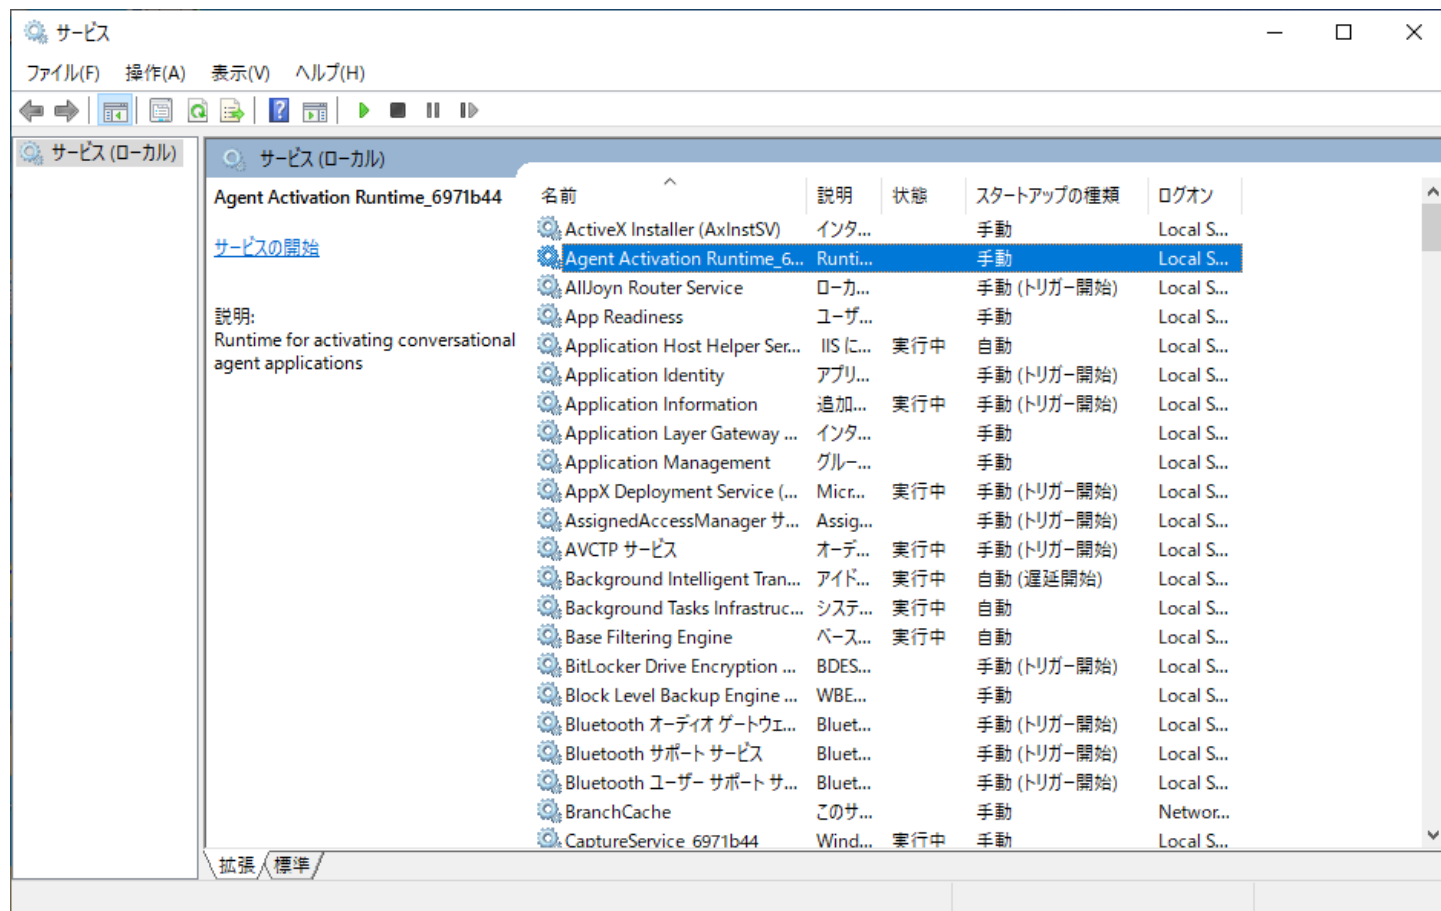 サービス
ファイル(F) 操作(A) 表示(V) ヘルプ(H)
サービス (ローカル)
サービス (ローカル)
Agent Activation Runtime_6971b44
サービスの開始
説明:
Runtime for activating conversational
agent applications
名前 説明 状態 スタートアップの種類 ログオン
ActiveX Installer (AxInstSV) インタ... 手動 Local S...
Agent Activation Runtime_6... Runti... 手動 Local S...
AllJoyn Router Service ローカ... 手動 (トリガー開始) Local S...
App Readiness ユーザ... 手動 Local S...
Application Host Helper Ser... IIS に... 実行中 自動 Local S...
Application Identity アプリ... 手動 (トリガー開始) Local S...
Application Information 追加... 実行中 手動 (トリガー開始) Local S...
Application Layer Gateway ... インタ... 手動 Local S...
Application Management グルー... 手動 Local S...
AppX Deployment Service (... Micr... 実行中 手動 (トリガー開始) Local S...
AssignedAccessManager サ... Assig... 手動 (トリガー開始) Local S...
AVCTP サービス オーデ... 実行中 手動 (トリガー開始) Local S...
Background Intelligent Tran... アイド... 実行中 自動 (遅延開始) Local S...
Background Tasks Infrastruc... システ... 実行中 自動 Local S...
Base Filtering Engine ベース... 実行中 自動 Local S...
BitLocker Drive Encryption ... BDES... 手動 (トリガー開始) Local S...
Block Level Backup Engine ... WBE... 手動 Local S...
Bluetooth オーディオ ゲートウェ... Bluet... 手動 (トリガー開始) Local S...
Bluetooth サポート サービス Bluet... 手動 (トリガー開始) Local S...
Bluetooth ユーザー サポート サ... Bluet... 手動 (トリガー開始) Local S...
BranchCache このサ... 手動 Networ...
CaptureService_6971b44 Wind... 実行中 手動 Local S...
拡張 標準